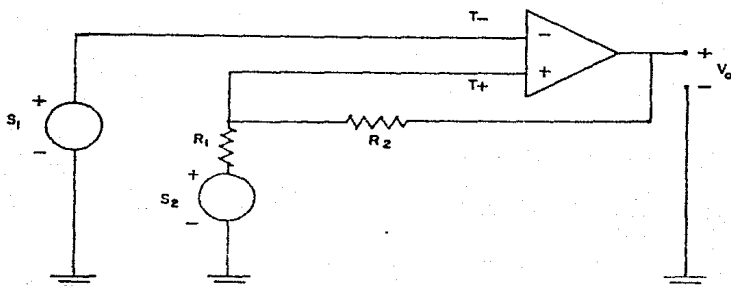 T-
-
+
T+
+
S1
-
R1
R2
+
S2
-
+
Vo
-